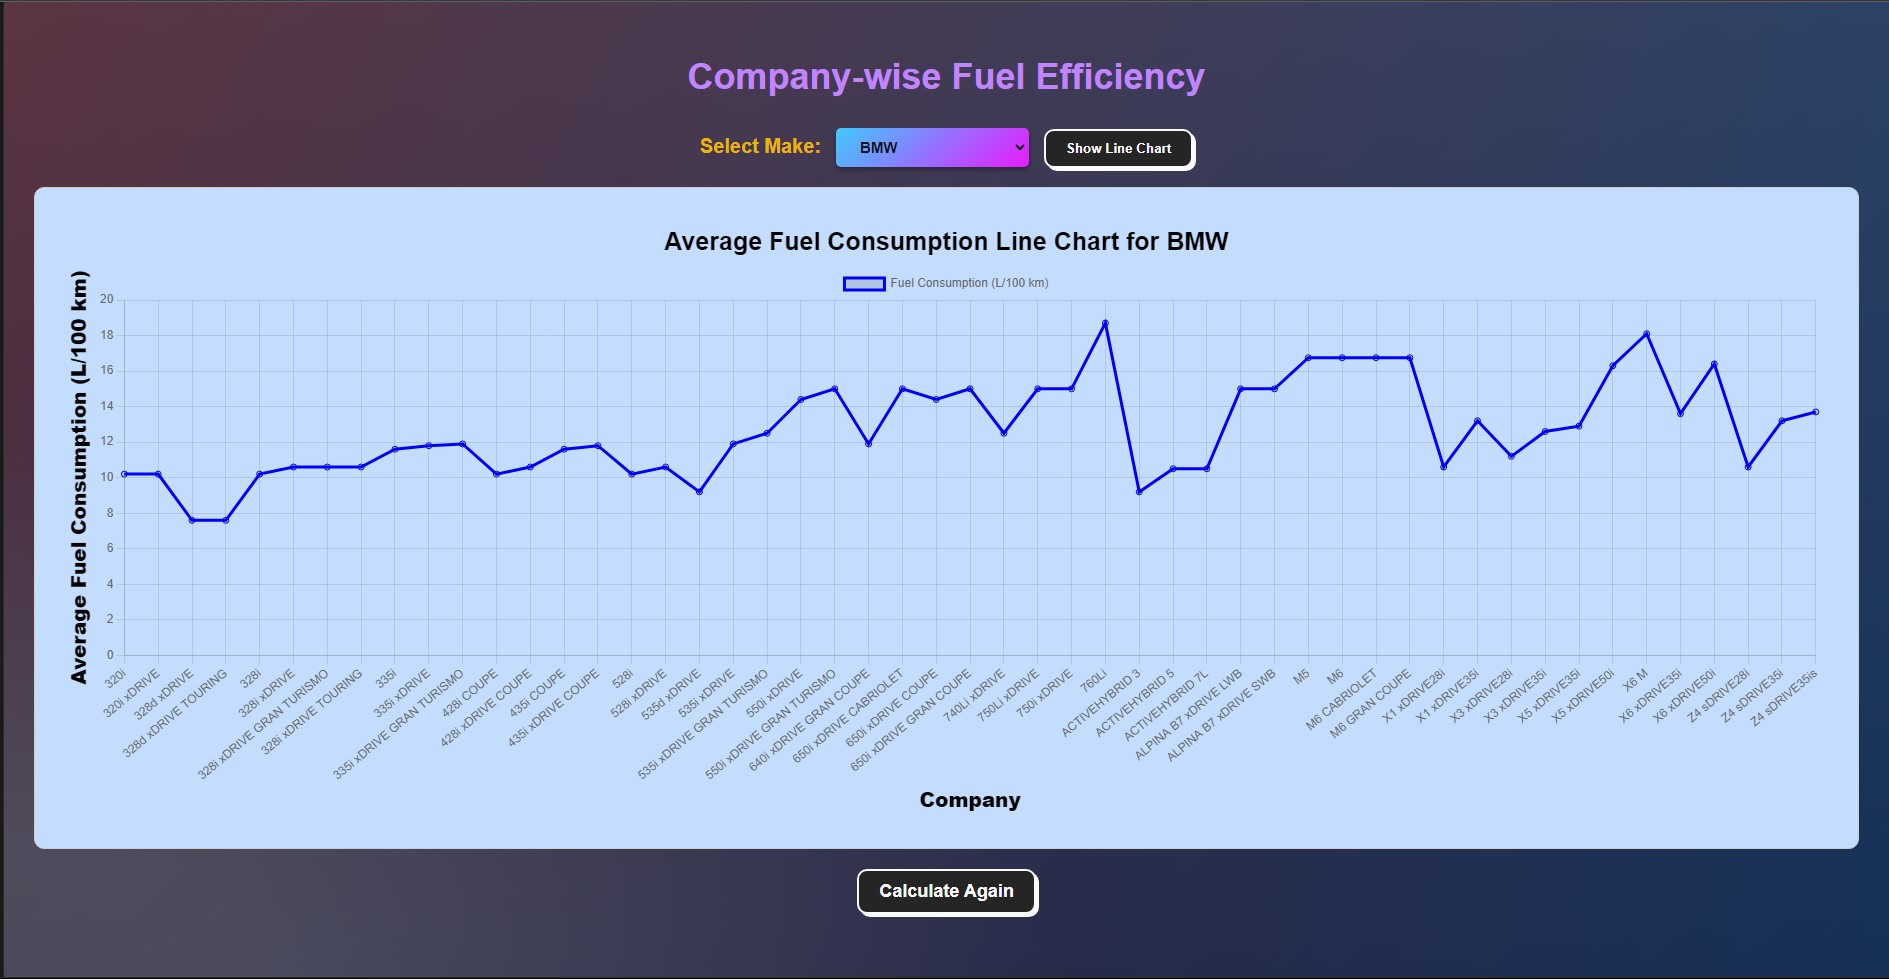 Company-wise Fuel Efficiency
Select Make: BMW Show Line Chart
Average Fuel Consumption Line Chart for BMW
Fuel Consumption (L/100 km)
Average Fuel Consumption (L/100 km)
20
18
16
14
12
10
8
6
4
2
0
320i
320i xDRIVE
328d xDRIVE
328d xDRIVE TOURING
328i
328i xDRIVE
328i xDRIVE GRAN TURISMO
328i xDRIVE TOURING
335i
335i xDRIVE
335i xDRIVE GRAN TURISMO
428i COUPE
428i xDRIVE COUPE
435i COUPE
435i xDRIVE COUPE
528i
528i xDRIVE
535d xDRIVE
535i xDRIVE
535i xDRIVE GRAN TURISMO
550i xDRIVE
550i xDRIVE GRAN TURISMO
640i xDRIVE GRAN COUPE
650i xDRIVE CABRIOLET
650i xDRIVE COUPE
650i xDRIVE GRAN COUPE
740Li xDRIVE
750Li xDRIVE
750i xDRIVE
760Li
ACTIVEHYBRID 3
ACTIVEHYBRID 5
ACTIVEHYBRID 7L
ALPINA B7 xDRIVE LWB
ALPINA B7 xDRIVE SWB
M5
M6
M6 CABRIOLET
M6 GRAN COUPE
X1 xDRIVE28i
X1 xDRIVE35i
X3 xDRIVE28i
X3 xDRIVE35i
X5 xDRIVE35i
X5 xDRIVE50i
X6 M
X6 xDRIVE35i
X6 xDRIVE50i
Z4 sDRIVE28i
Z4 sDRIVE35i
Z4 sDRIVE35is
Company
Calculate Again